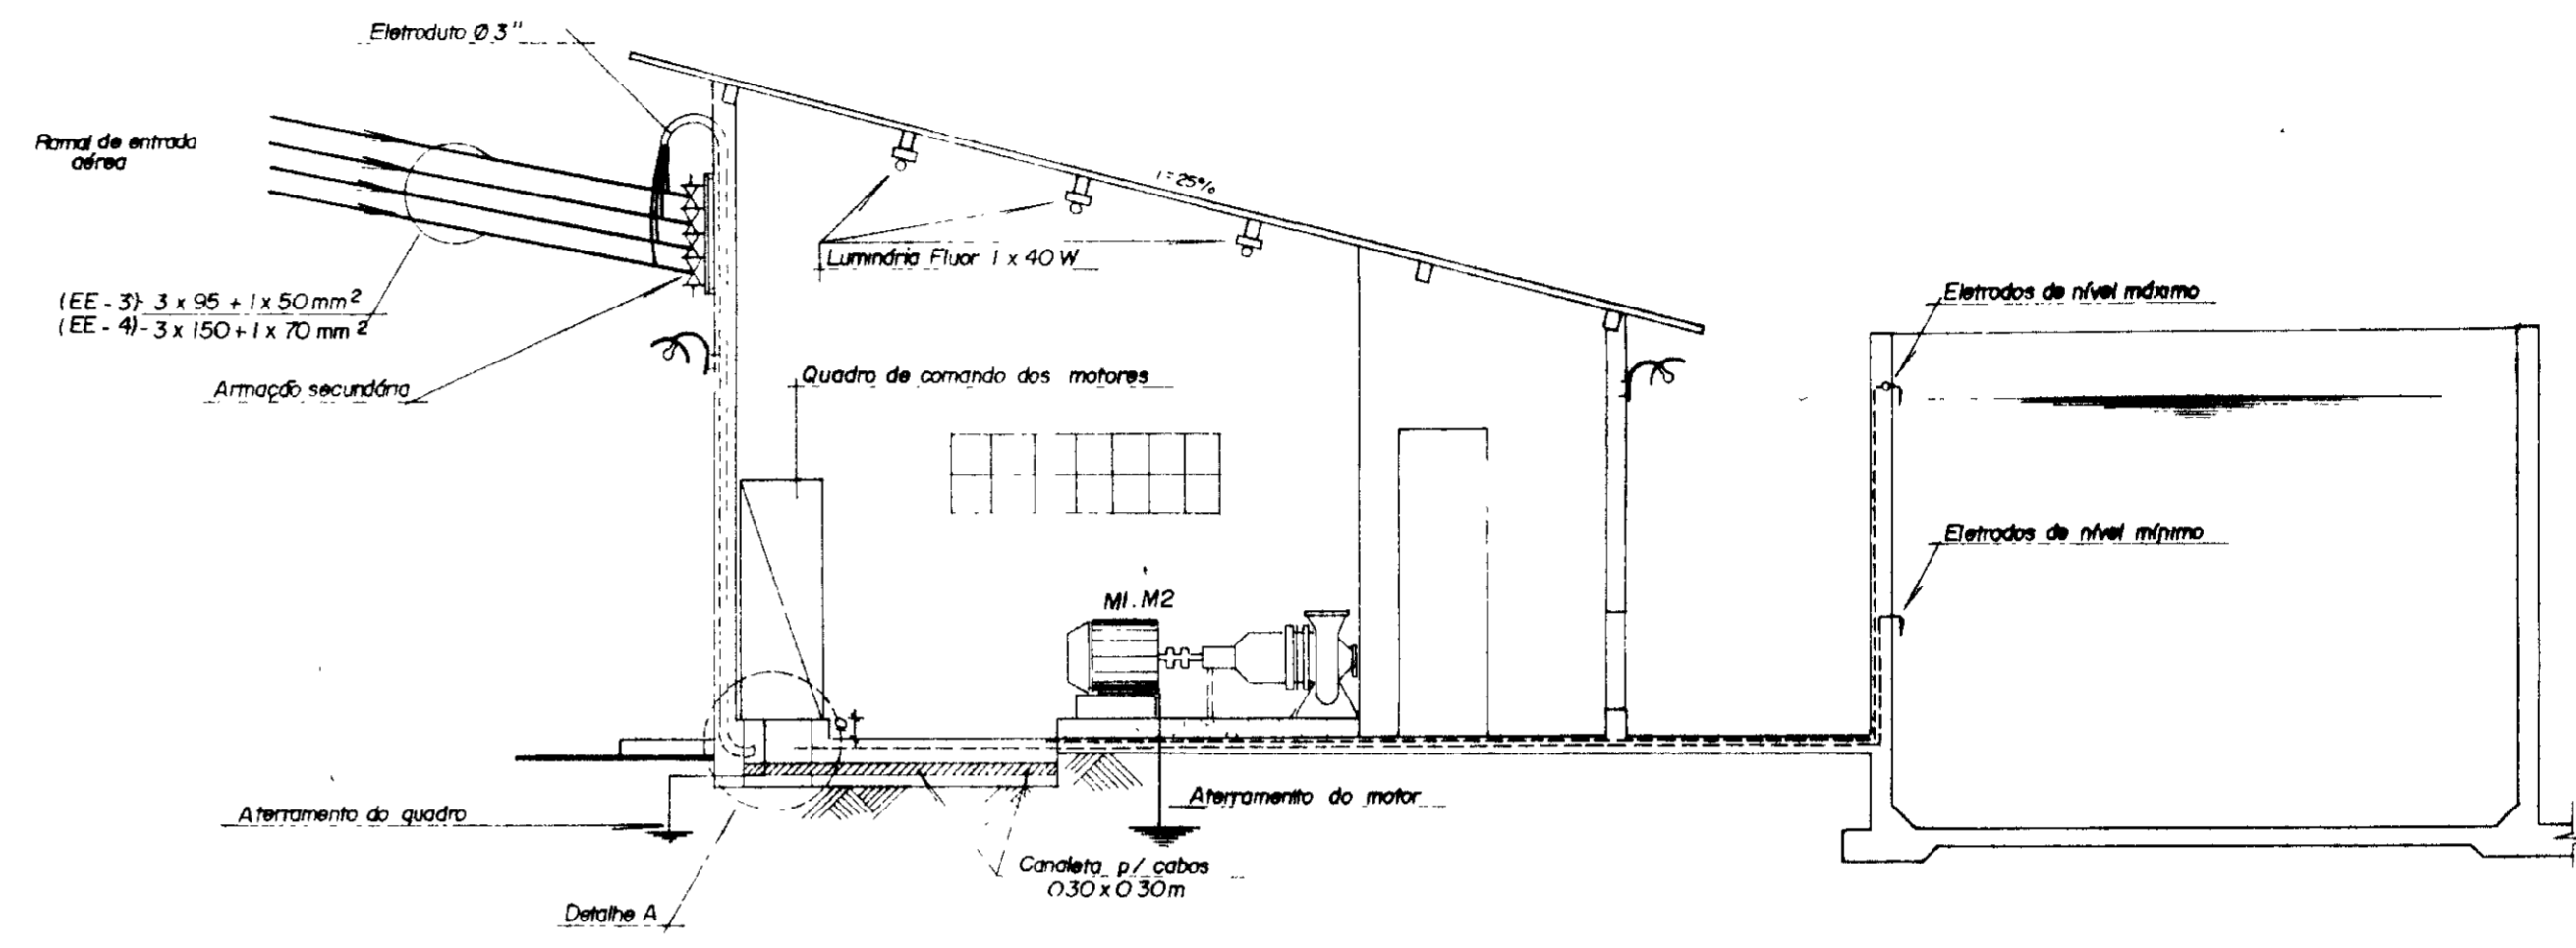 Eletroduto Ø 3"
Ramal de entrada
aérea
i=25%
Luminária Fluor 1 x 40 W
(EE - 3)- 3 x 95 + 1 x 50 mm²
(EE - 4)- 3 x 150 + 1 x 70 mm²
Eletrodos de nível máximo
Armação secundária
Quadro de comando dos motores
Eletrodos de nível mínimo
M1. M2
Aterramento do quadro
Aterramento do motor
Canaleta p/ cabos
0 30 x 0 30 m
Detalhe A